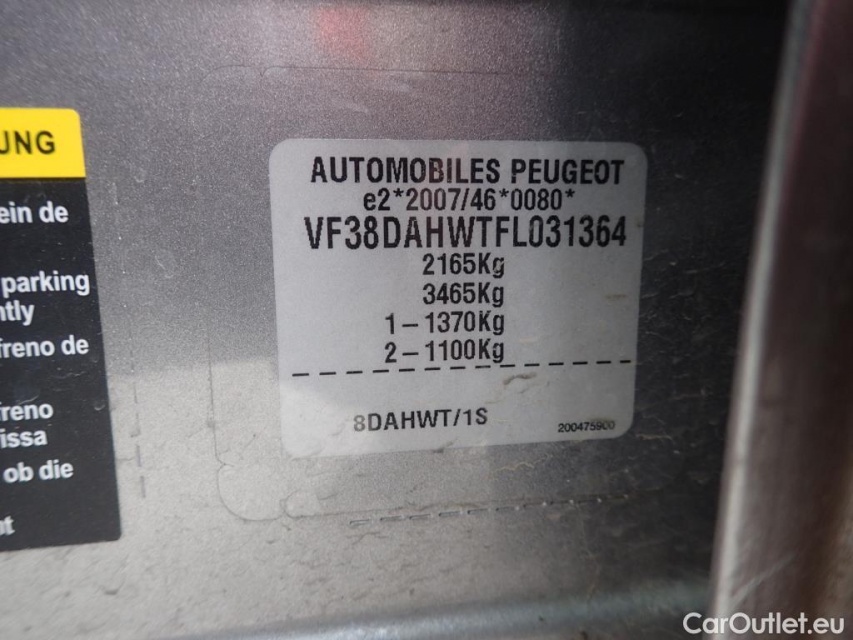 UNG
ein de
parking
ntly
freno de
freno
issa
ob die
AUTOMOBILES PEUGEOT
e2*2007/46*0080*
VF38DAHWTFL031364
2165Kg
3465Kg
1-1370Kg
2-1100Kg
8DAHWT/1S
200475900
CarOutlet.eu